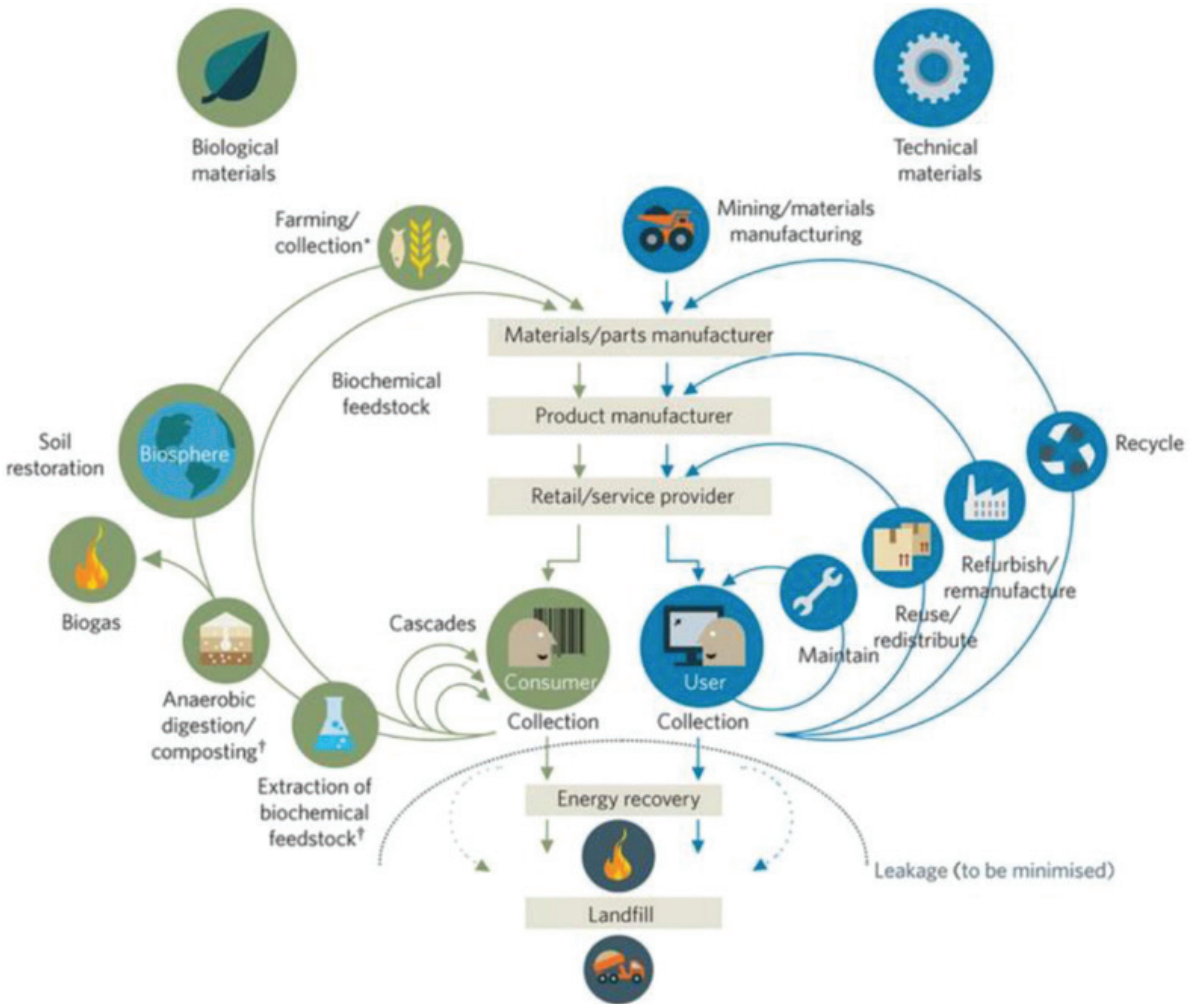 Biological
materials
Technical
materials
Farming/
collection*
Mining/materials
manufacturing
Materials/parts manufacturer
Biochemical
feedstock
Product manufacturer
Soil
restoration
Biosphere
Recycle
Retail/service provider
Biogas
Refurbish/
remanufacture
Reuse/
redistribute
Maintain
Cascades
Consumer
User
Collection
Collection
Anaerobic
digestion/
composting†
Extraction of
biochemical
feedstock†
Energy recovery
Leakage (to be minimised)
Landfill